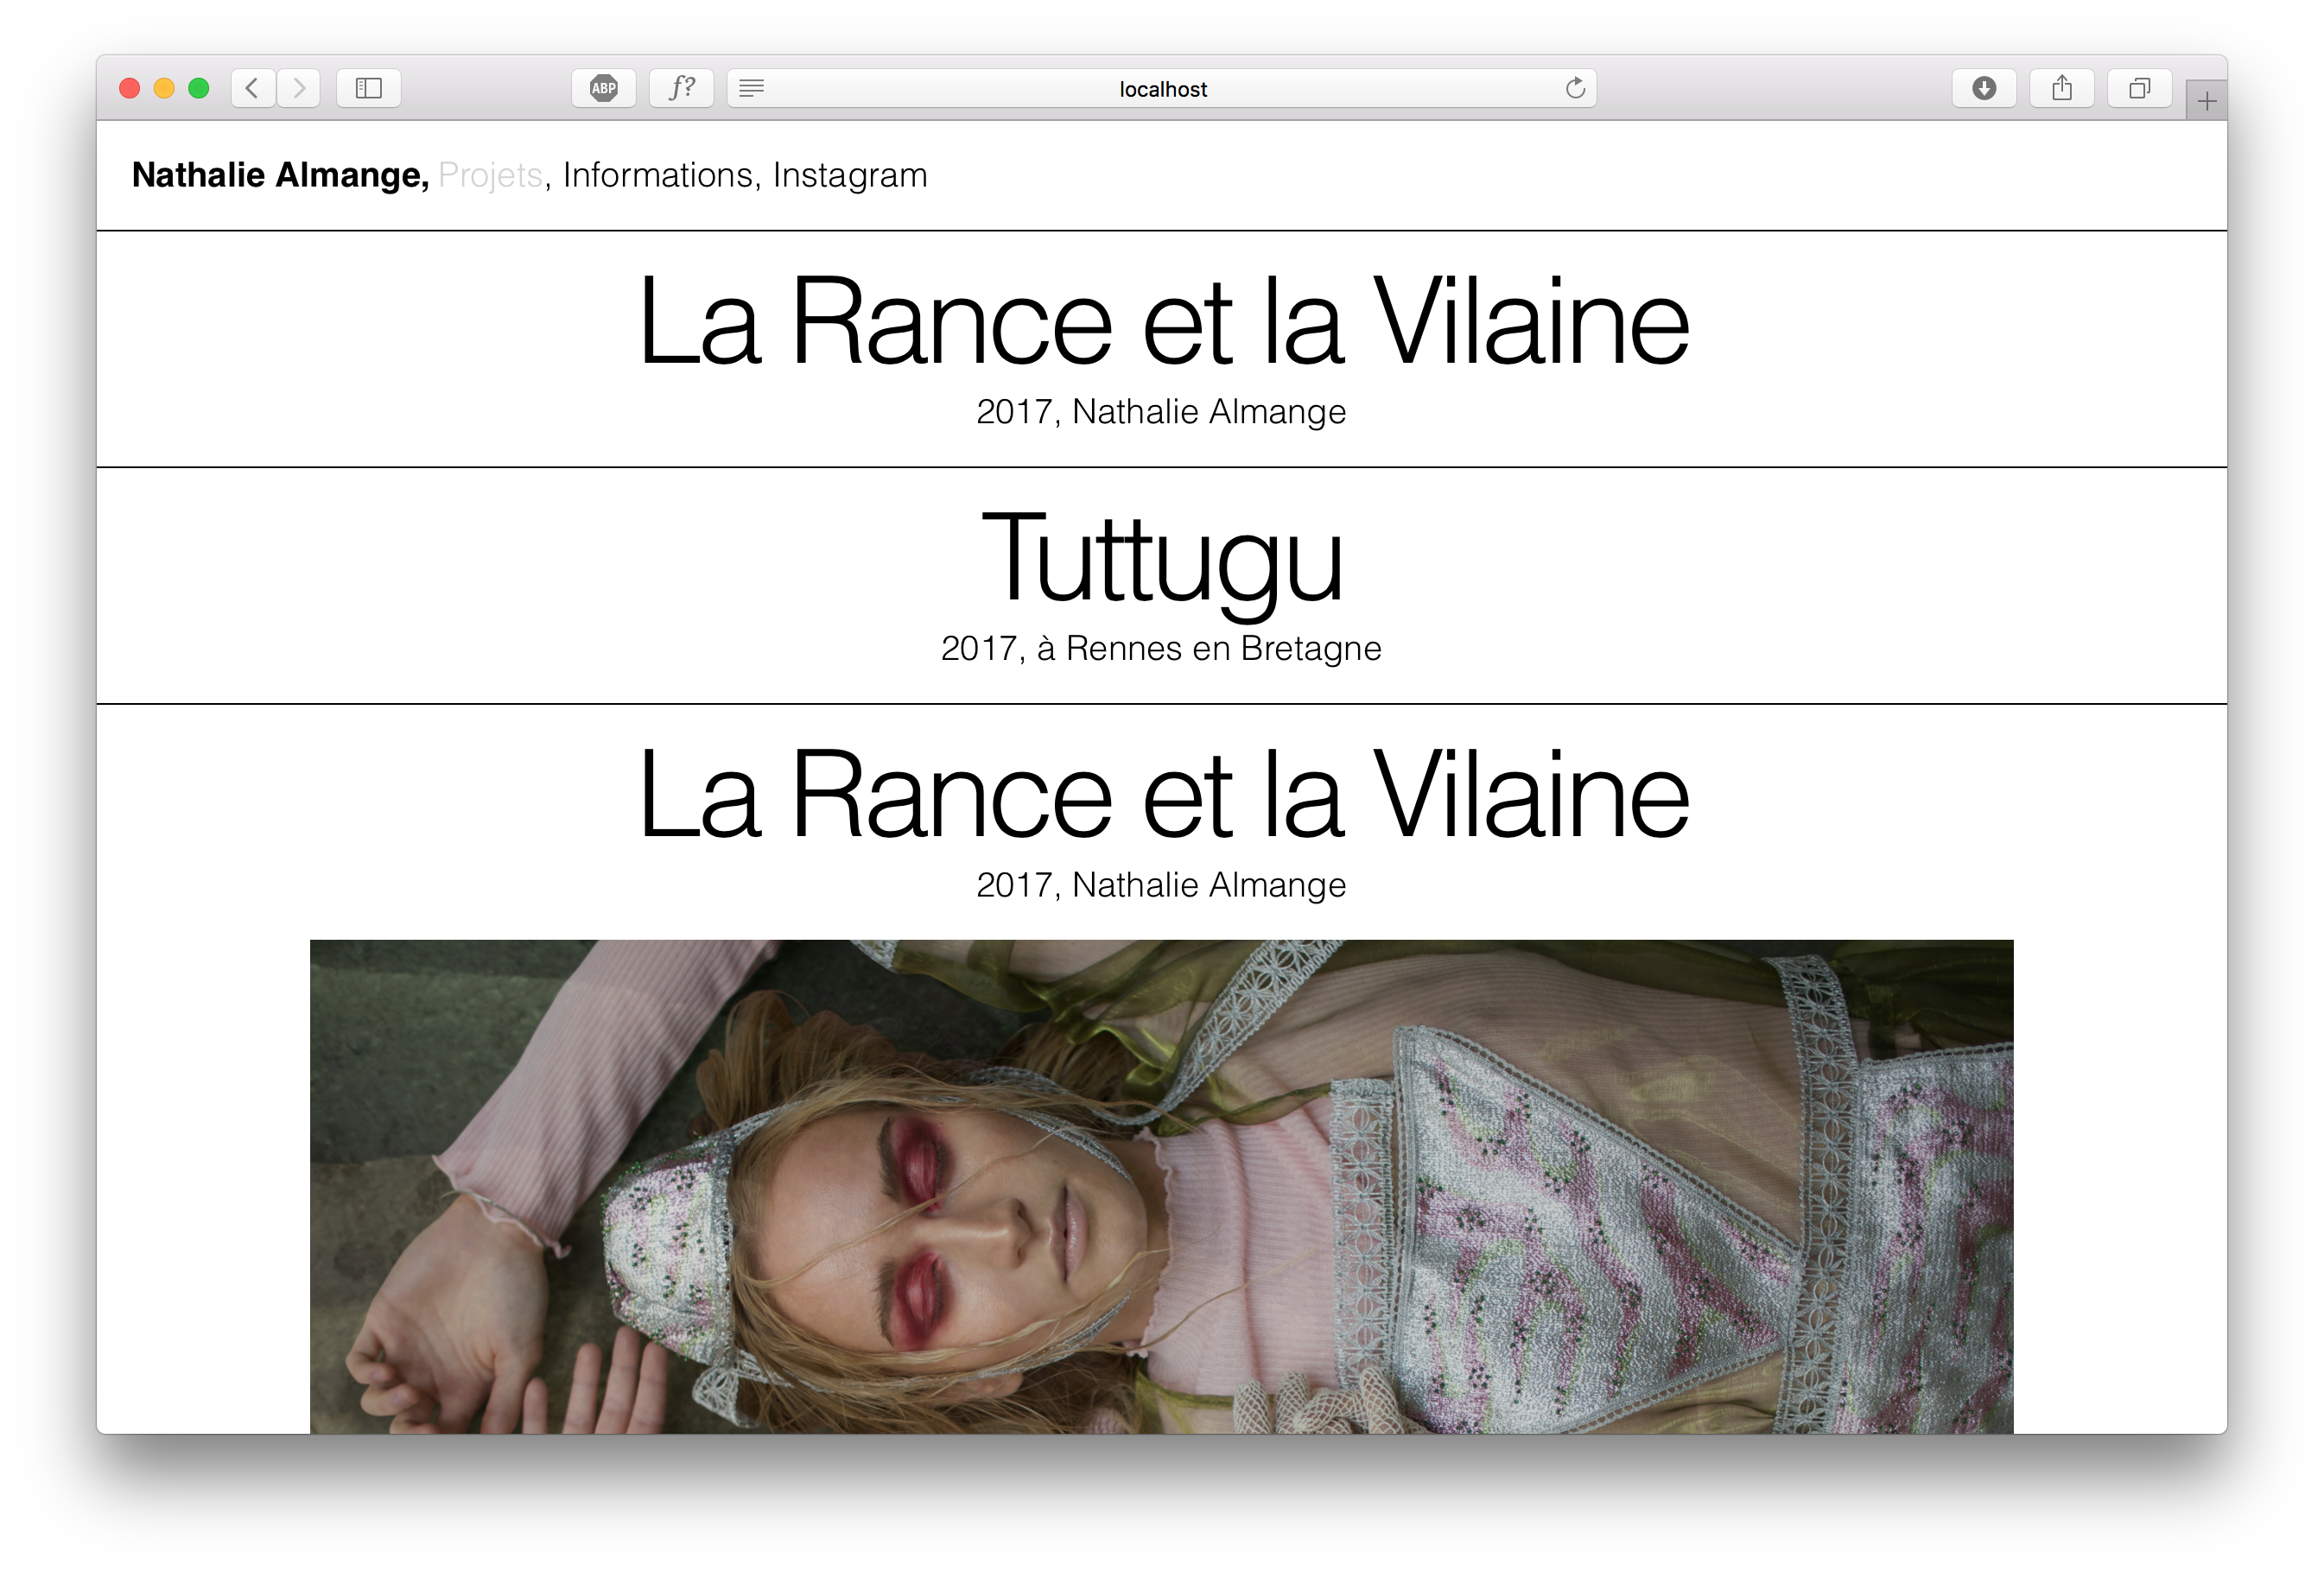 ABP
f?
localhost
Nathalie Almange, Projets, Informations, Instagram
La Rance et la Vilaine
2017, Nathalie Almange
Tuttugu
2017, à Rennes en Bretagne
La Rance et la Vilaine
2017, Nathalie Almange